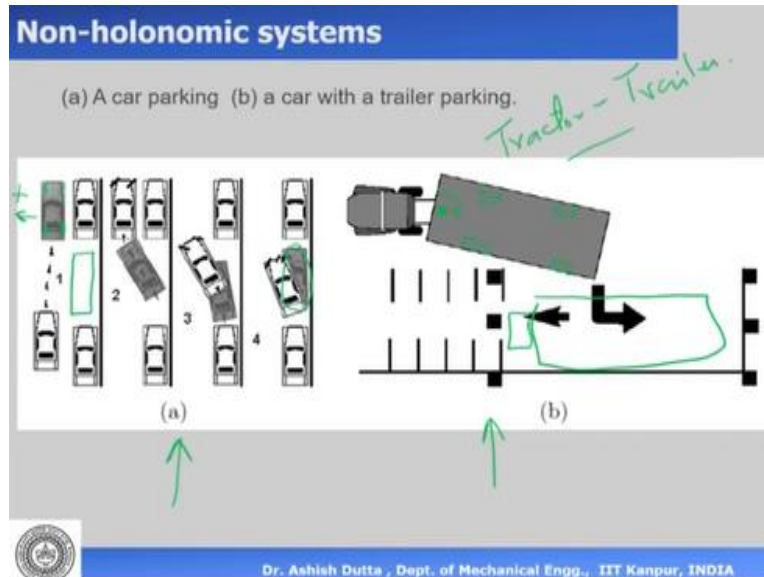 Non-holonomic systems
(a) A car parking (b) a car with a trailer parking.
Tractor - Trailer.
x
1
2
3
4
(a)
(b)
Dr. Ashish Dutta , Dept. of Mechanical Engg., IIT Kanpur, INDIA